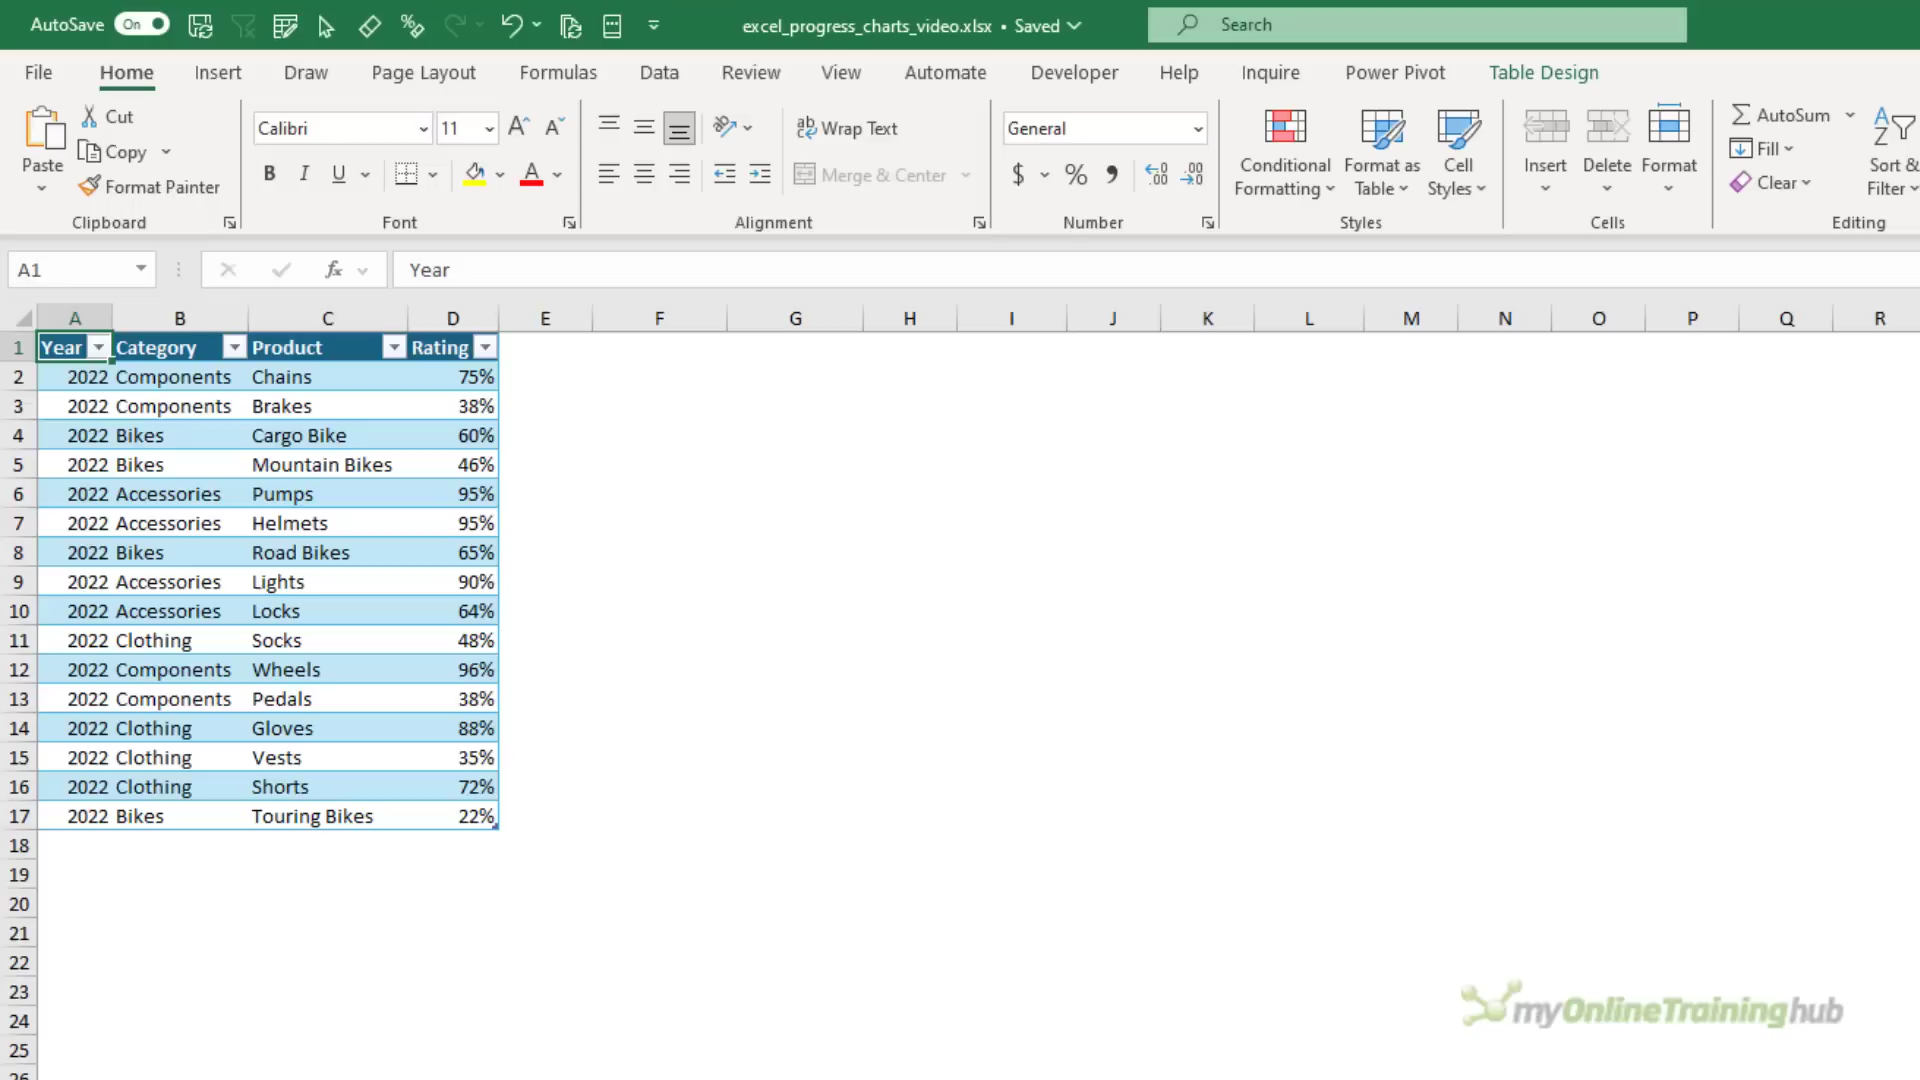 AutoSave On excel_progress_charts_video.xlsx • Saved Search
File Home Insert Draw Page Layout Formulas Data Review View Automate Developer Help Inquire Power Pivot Table Design
Paste
Cut
Copy
Format Painter
Clipboard
Calibri 11
B I U
Font
Wrap Text
Merge & Center
Alignment
General
$ % 9
Number
Conditional Formatting
Format as Table
Cell Styles
Styles
Insert
Delete
Format
Cells
AutoSum
Fill
Clear
Sort &
Filter
Editing
A1 fx Year
A B C D E F G H I J K L M N O P Q R
1 Year Category Product Rating
2 2022 Components Chains 75%
3 2022 Components Brakes 38%
4 2022 Bikes Cargo Bike 60%
5 2022 Bikes Mountain Bikes 46%
6 2022 Accessories Pumps 95%
7 2022 Accessories Helmets 95%
8 2022 Bikes Road Bikes 65%
9 2022 Accessories Lights 90%
10 2022 Accessories Locks 64%
11 2022 Clothing Socks 48%
12 2022 Components Wheels 96%
13 2022 Components Pedals 38%
14 2022 Clothing Gloves 88%
15 2022 Clothing Vests 35%
16 2022 Clothing Shorts 72%
17 2022 Bikes Touring Bikes 22%
18
19
20
21
22
23
24
25
myOnlineTraininghub